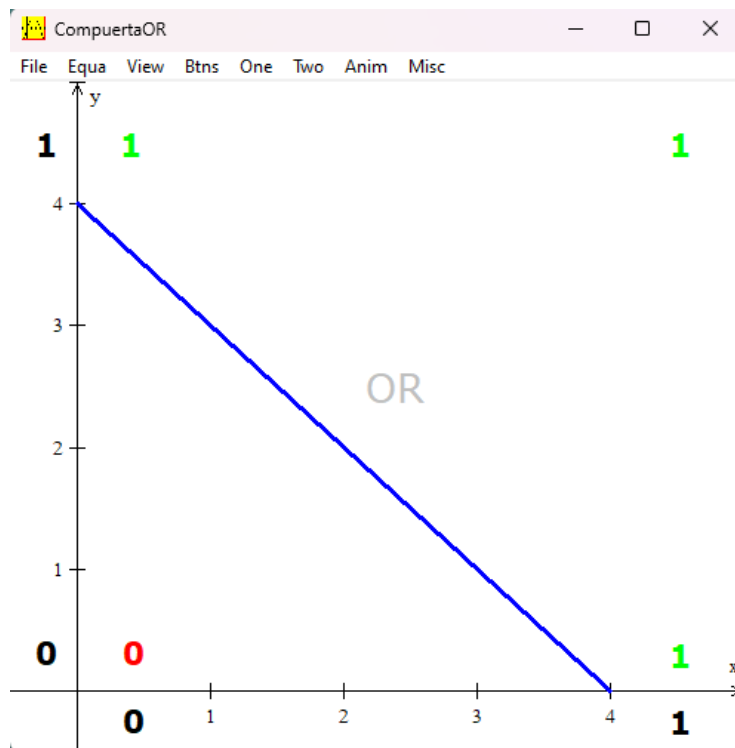 CompuertaOR
File Equa View Btns One Two Anim Misc
y
1 1 1
4
3
OR
2
1
0 0 1
x
0 1 2 3 4 1